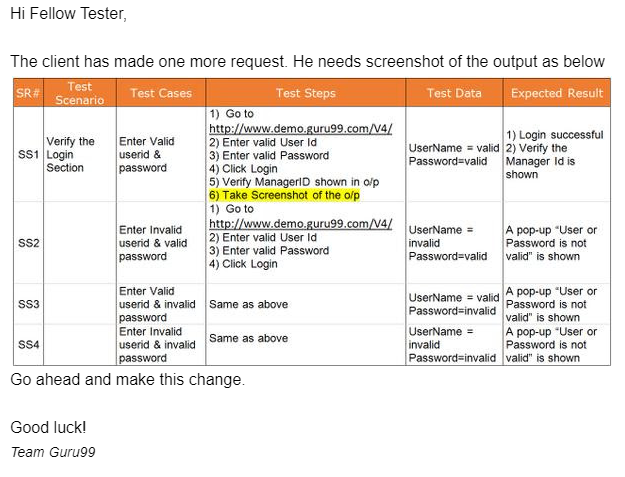 Hi Fellow Tester,
The client has made one more request. He needs screenshot of the output as below
SR# Test Scenario Test Cases Test Steps Test Data Expected Result
SS1
Verify the
Login
Section
Enter Valid
userid &
password
1) Go to
http://www.demo.guru99.com/V4/
2) Enter valid User Id
3) Enter valid Password
4) Click Login
5) Verify ManagerID shown in o/p
6) Take Screenshot of the o/p
UserName = valid
Password=valid
1) Login successful
2) Verify the
Manager Id is
shown
SS2
Enter Invalid
userid & valid
password
1) Go to
http://www.demo.guru99.com/V4/
2) Enter valid User Id
3) Enter valid Password
4) Click Login
UserName =
invalid
Password=valid
A pop-up "User or
Password is not
valid" is shown
SS3
Enter Valid
userid & invalid
password
Same as above
UserName = valid
Password=invalid
A pop-up "User or
Password is not
valid" is shown
SS4
Enter Invalid
userid & invalid
password
Same as above
UserName =
invalid
Password=invalid
A pop-up "User or
Password is not
valid" is shown
Go ahead and make this change.
Good luck!
Team Guru99